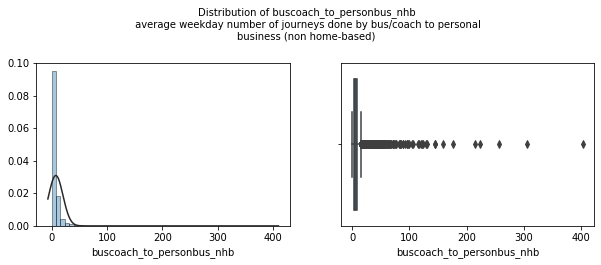 Distribution of buscoach_to_personbus_nhb
average weekday number of journeys done by bus/coach to personal
business (non home-based)
0.10
0.08
0.06
0.04
0.02
0.00
0 100 200 300 400
buscoach_to_personbus_nhb
0 100 200 300 400
buscoach_to_personbus_nhb